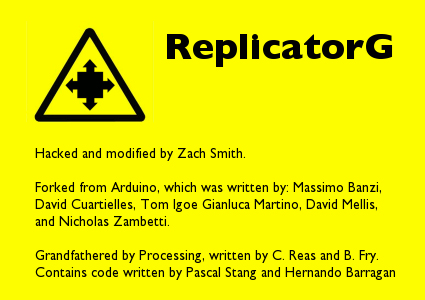 ReplicatorG
Hacked and modified by Zach Smith.
Forked from Arduino, which was written by: Massimo Banzi,
David Cuartielles, Tom Igoe Gianluca Martino, David Mellis,
and Nicholas Zambetti.
Grandfathered by Processing, written by C. Reas and B. Fry.
Contains code written by Pascal Stang and Hernando Barragan